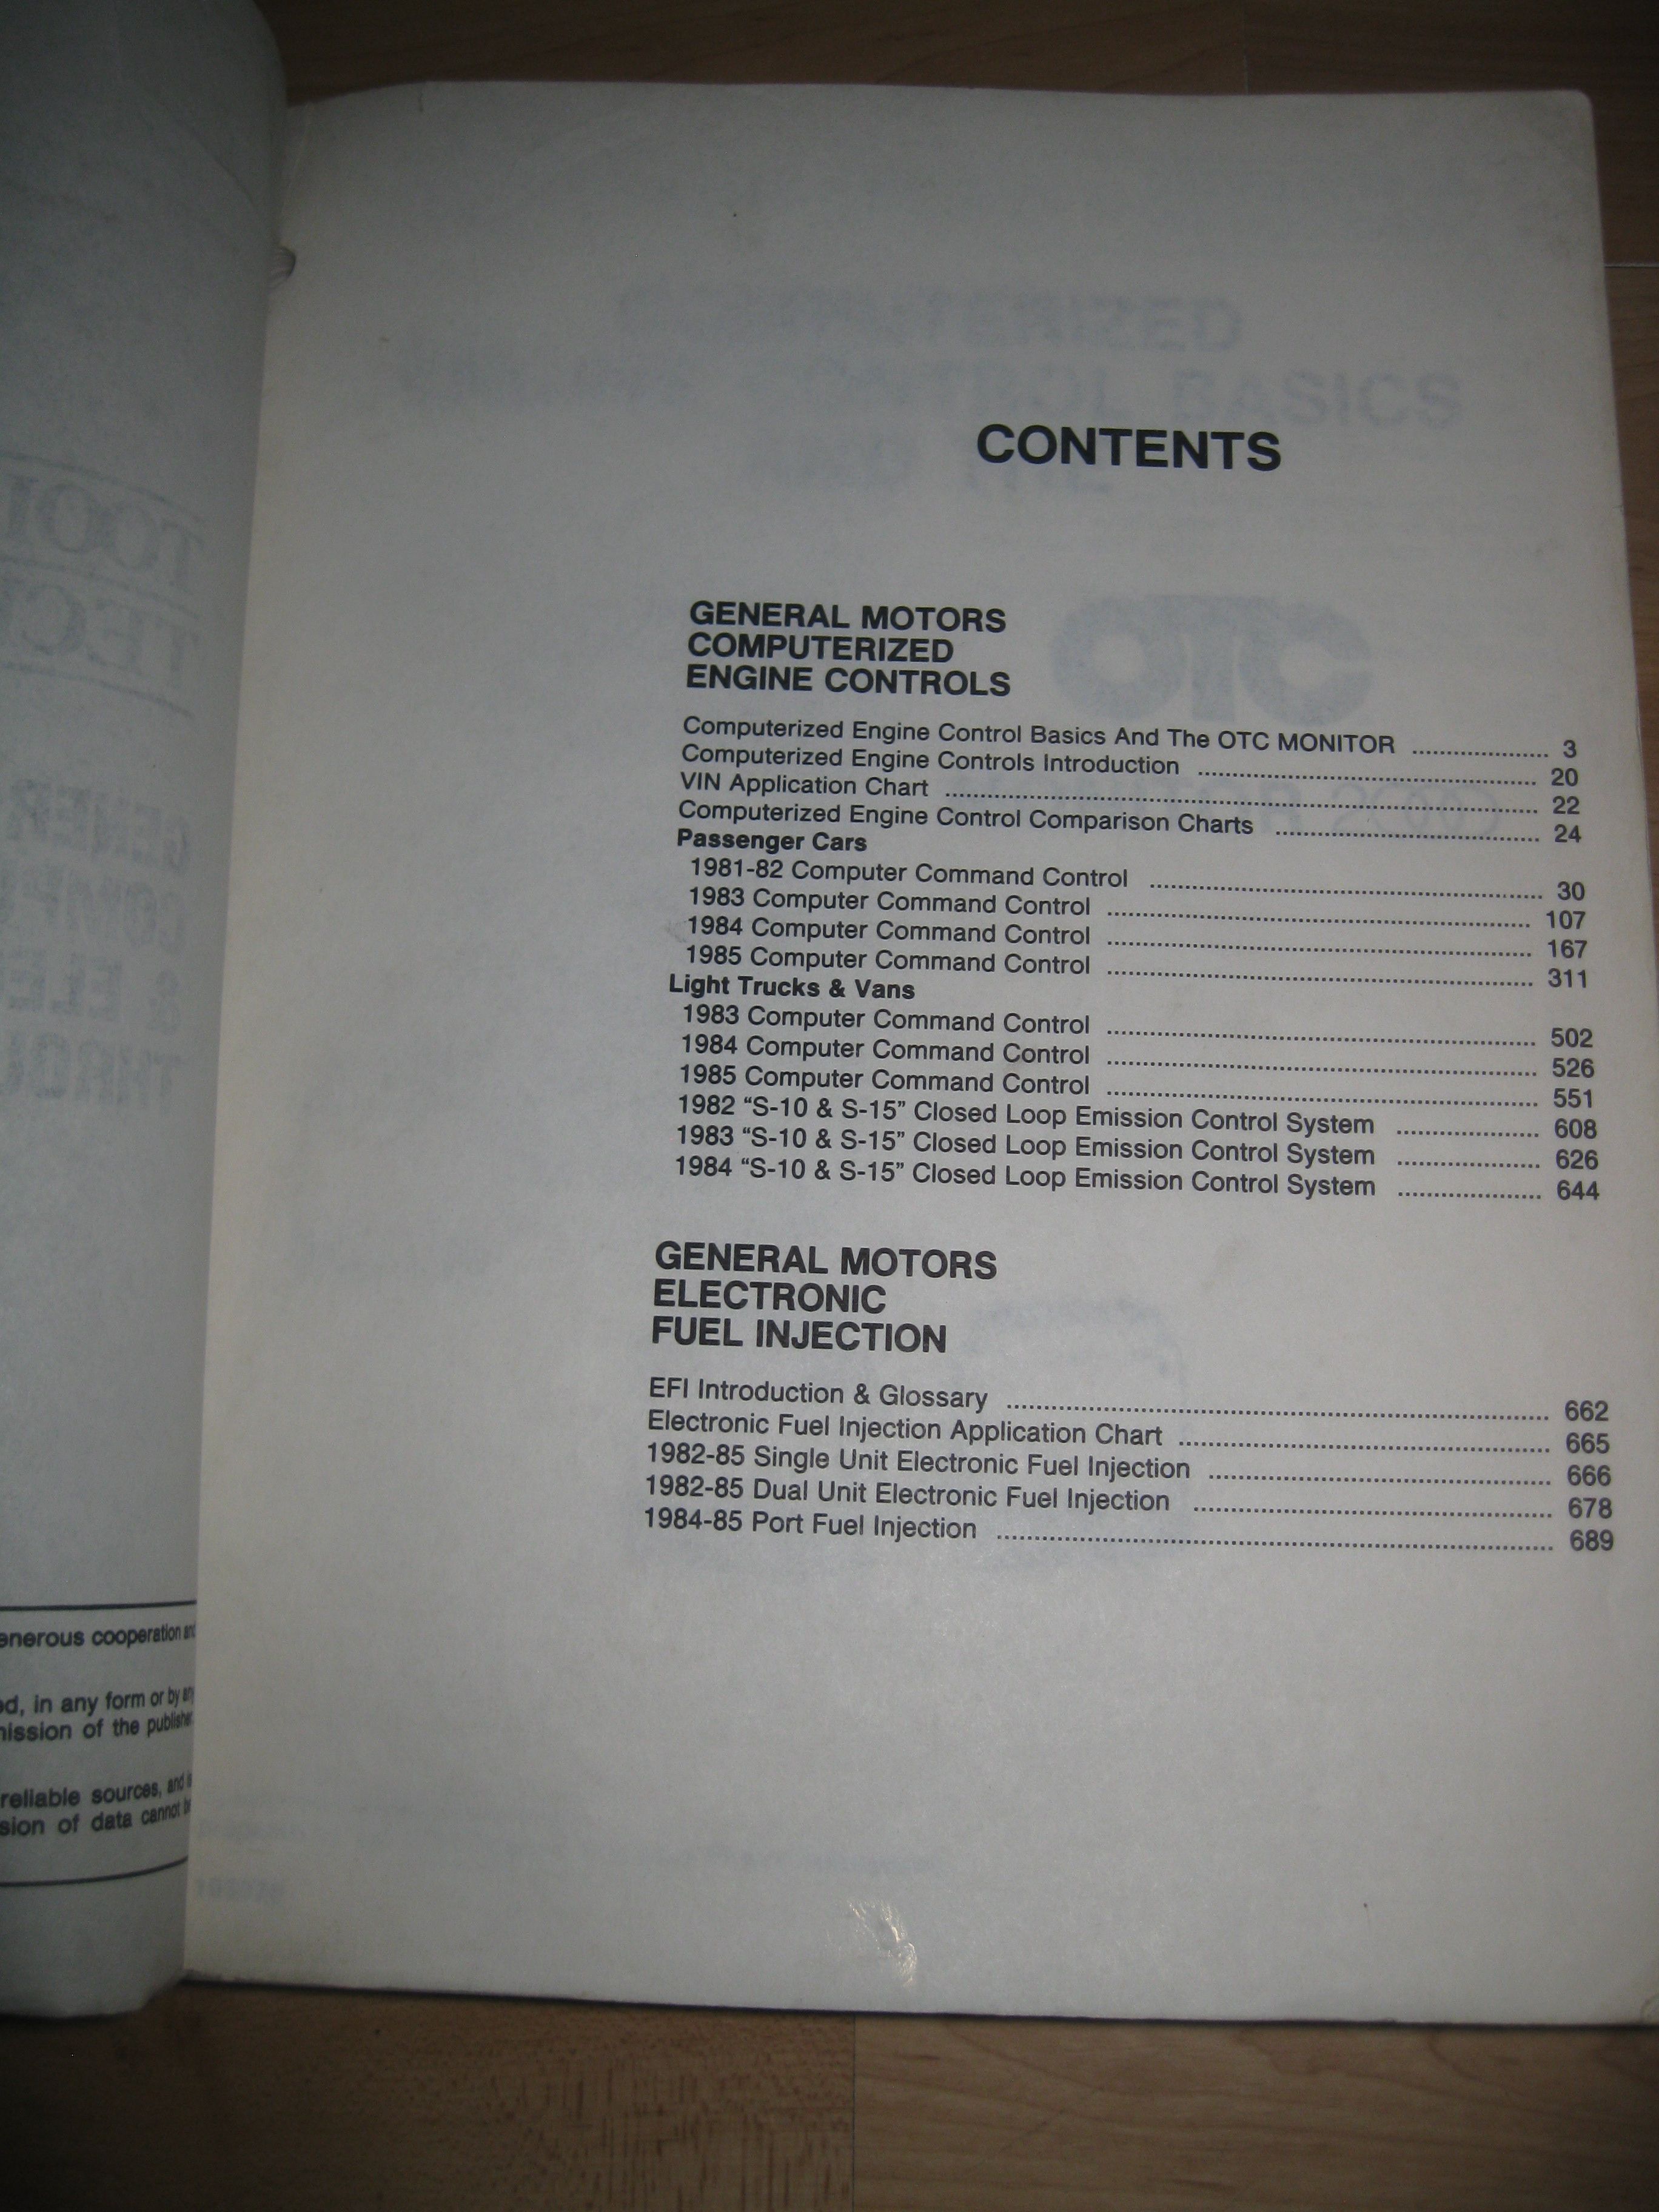 CONTENTS
GENERAL MOTORS
COMPUTERIZED
ENGINE CONTROLS
Computerized Engine Control Basics And The OTC MONITOR ................... 3
Computerized Engine Controls Introduction ................... 20
VIN Application Chart ................... 22
Computerized Engine Control Comparison Charts ................... 24
Passenger Cars
1981-82 Computer Command Control ................... 30
1983 Computer Command Control ................... 107
1984 Computer Command Control ................... 167
1985 Computer Command Control ................... 311
Light Trucks & Vans
1983 Computer Command Control ................... 502
1984 Computer Command Control ................... 526
1985 Computer Command Control ................... 551
1982 “S-10 & S-15” Closed Loop Emission Control System ................... 608
1983 “S-10 & S-15” Closed Loop Emission Control System ................... 626
1984 “S-10 & S-15” Closed Loop Emission Control System ................... 644
GENERAL MOTORS
ELECTRONIC
FUEL INJECTION
EFI Introduction & Glossary ................... 662
Electronic Fuel Injection Application Chart ................... 665
1982-85 Single Unit Electronic Fuel Injection ................... 666
1982-85 Dual Unit Electronic Fuel Injection ................... 678
1984-85 Port Fuel Injection ................... 689
cooperation
in any form or by
of the publisher
reliable sources, and
of data cannot